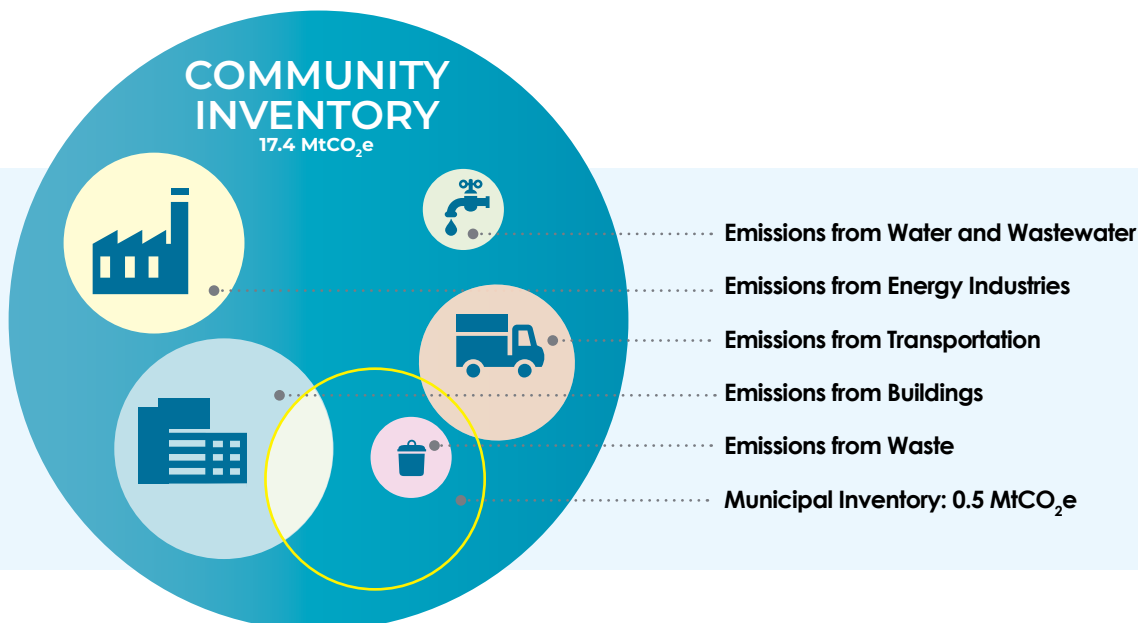 COMMUNITY
INVENTORY
17.4 MtCO₂e
Emissions from Water and Wastewater
Emissions from Energy Industries
Emissions from Transportation
Emissions from Buildings
Emissions from Waste
Municipal Inventory: 0.5 MtCO₂e